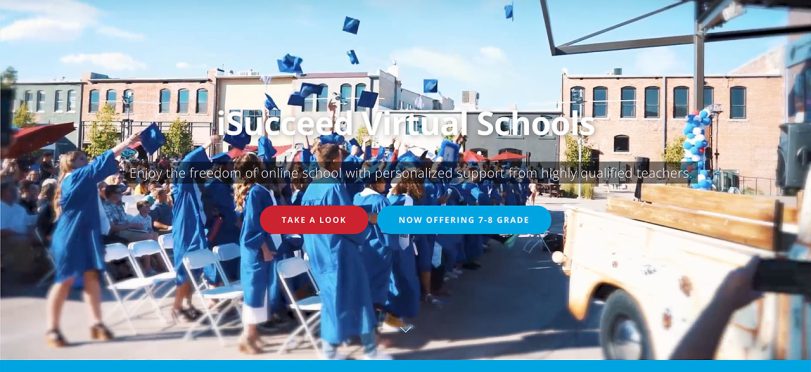 iSucceed Virtual Schools
Enjoy the freedom of online school with personalized support from highly qualified teachers.
TAKE A LOOK
NOW OFFERING 7-8 GRADE